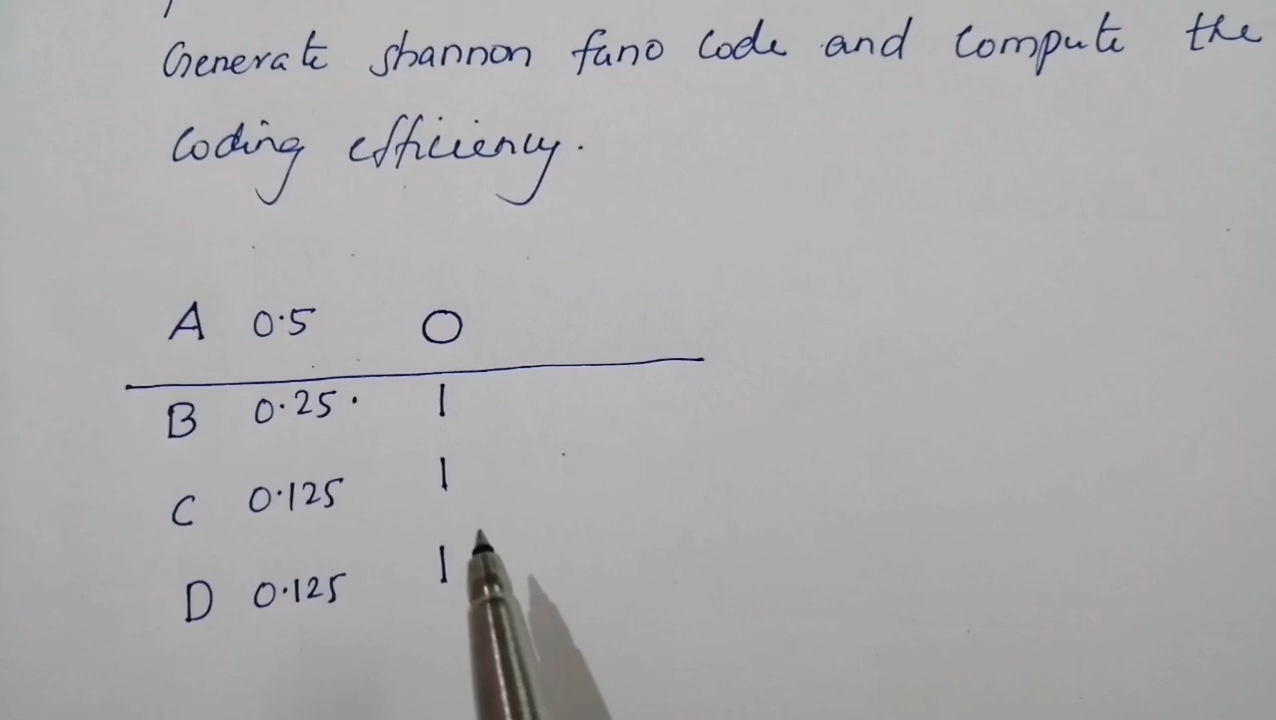 Generate shannon fano code and compute the
coding efficiency.
A 0.5 0
B 0.25 1
C 0.125 1
D 0.125 1